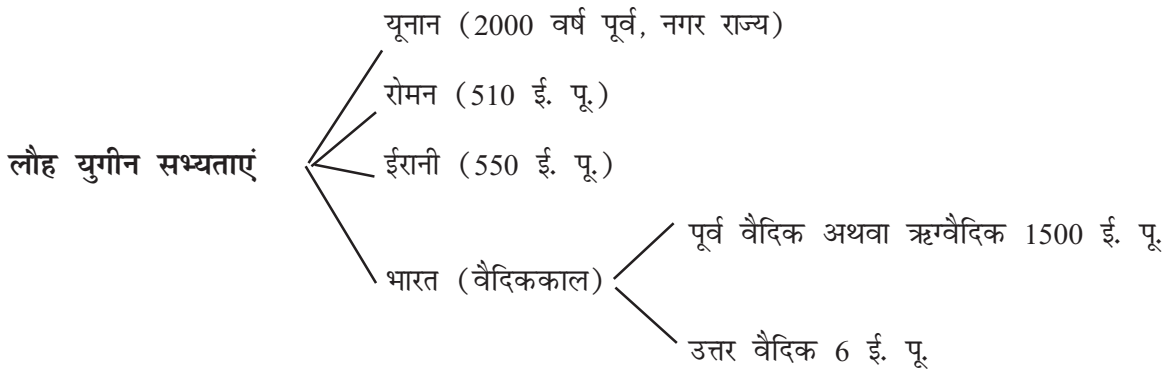 यूनान (2000 वर्ष पूर्व, नगर राज्य)
रोमन (510 ई. पू.)
लौह युगीन सभ्यताएं
ईरानी (550 ई. पू.)
पूर्व वैदिक अथवा ऋग्वैदिक 1500 ई. पू.
भारत (वैदिककाल)
उत्तर वैदिक 6 ई. पू.